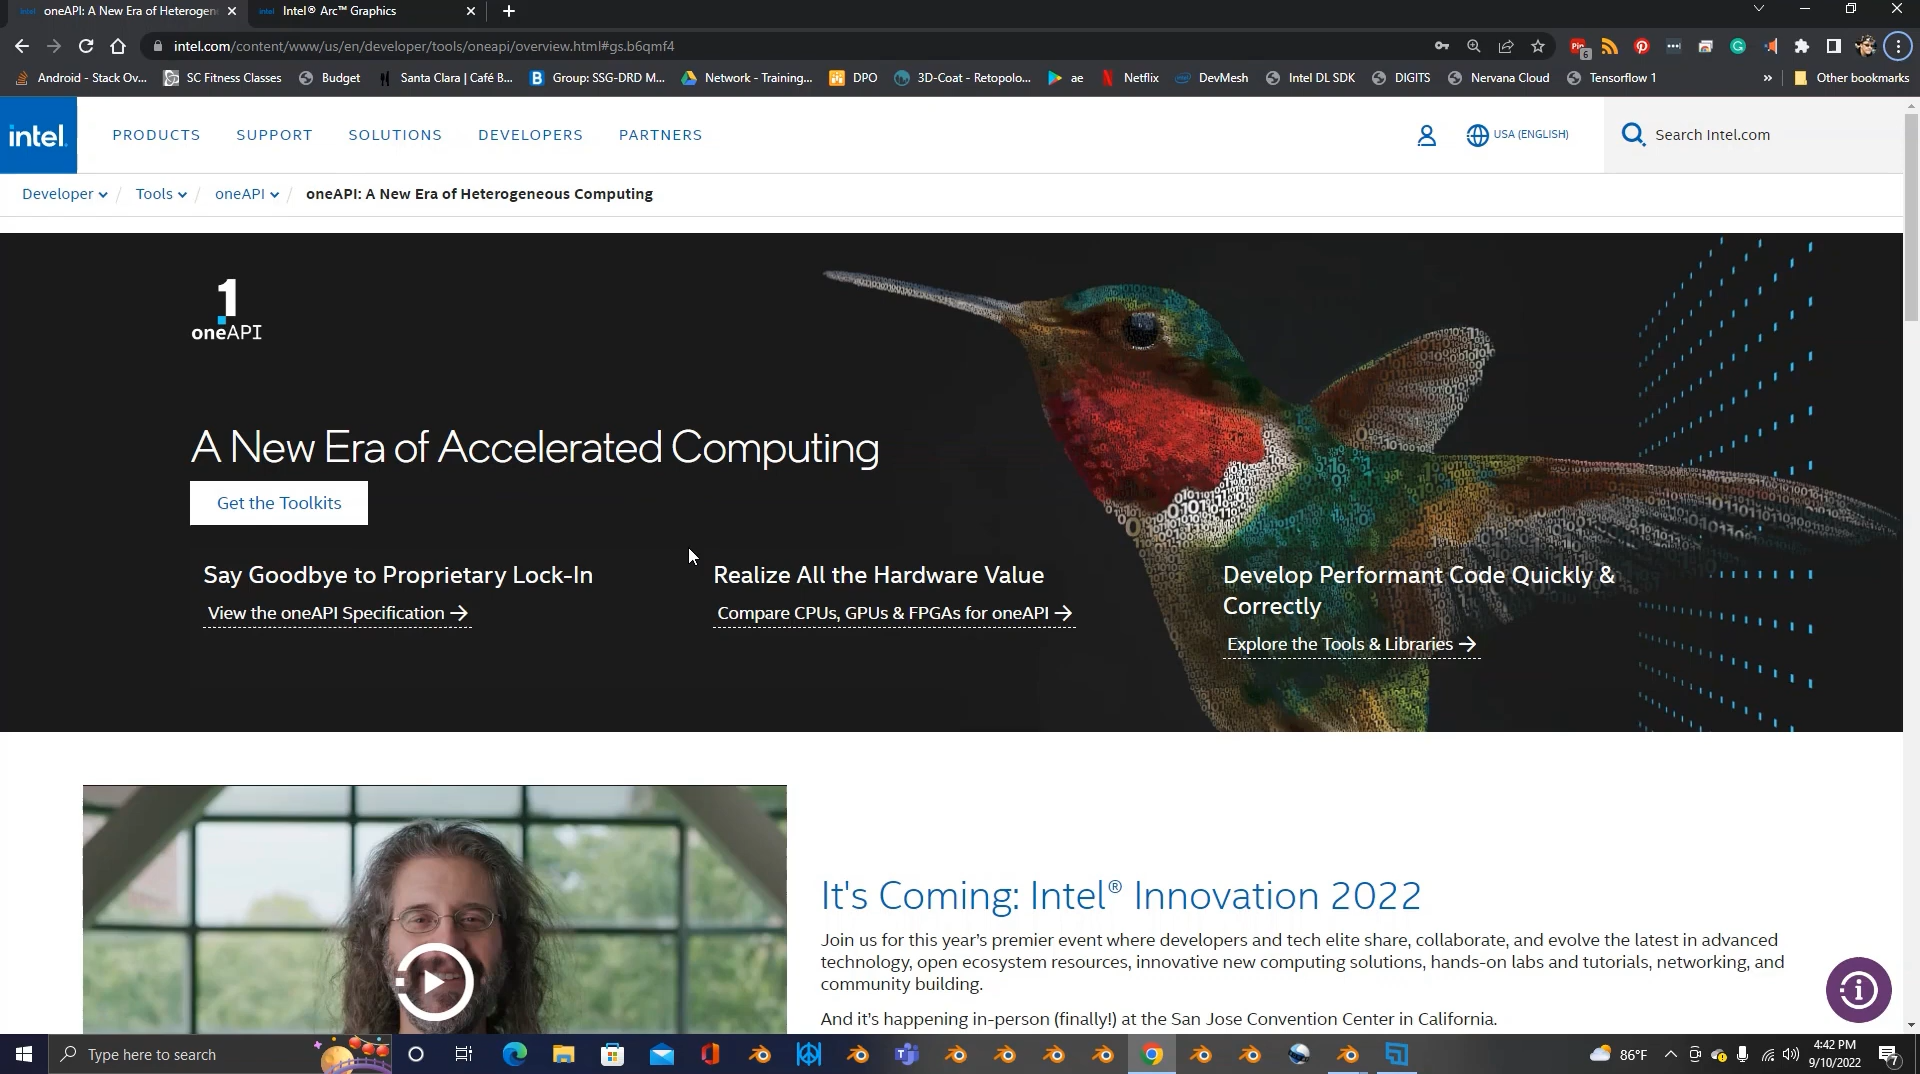 oneAPI: A New Era of Heterogen
Intel® Arc™ Graphics
intel.com/content/www/us/en/developer/tools/oneapi/overview.html#gs.b6qmf4
6
Android - Stack Ov...
SC Fitness Classes
Budget
Santa Clara | Café B...
Group: SSG-DRD M...
Network - Training...
DPO
3D-Coat - Retopolo...
ae
Netflix
DevMesh
Intel DL SDK
DIGITS
Nervana Cloud
Tensorflow 1
»
Other bookmarks
intel.
PRODUCTS
SUPPORT
SOLUTIONS
DEVELOPERS
PARTNERS
USA (ENGLISH)
Search Intel.com
Developer / Tools / oneAPI / oneAPI: A New Era of Heterogeneous Computing
1
oneAPI
A New Era of Accelerated Computing
Get the Toolkits
Say Goodbye to Proprietary Lock-In
View the oneAPI Specification →
Realize All the Hardware Value
Compare CPUs, GPUs & FPGAs for oneAPI →
Develop Performant Code Quickly &
Correctly
Explore the Tools & Libraries →
It's Coming: Intel® Innovation 2022
Join us for this year's premier event where developers and tech elite share, collaborate, and evolve the latest in advanced
technology, open ecosystem resources, innovative new computing solutions, hands-on labs and tutorials, networking, and
community building.
And it's happening in-person (finally!) at the San Jose Convention Center in California.
Type here to search
86°F
4:42 PM
9/10/2022
7